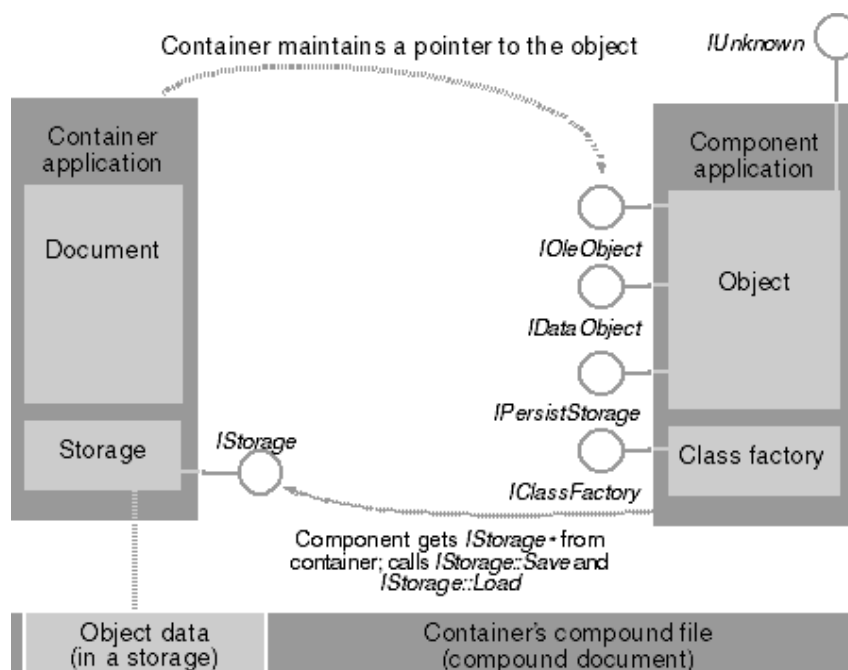 Container maintains a pointer to the object
IUnknown
Container
application
Component
application
Document
IOleObject
Object
IDataObject
IPersistStorage
Storage
IStorage
Class factory
IClassFactory
Component gets IStorage * from
container; calls IStorage::Save and
IStorage::Load
Object data
(in a storage)
Container's compound file
(compound document)